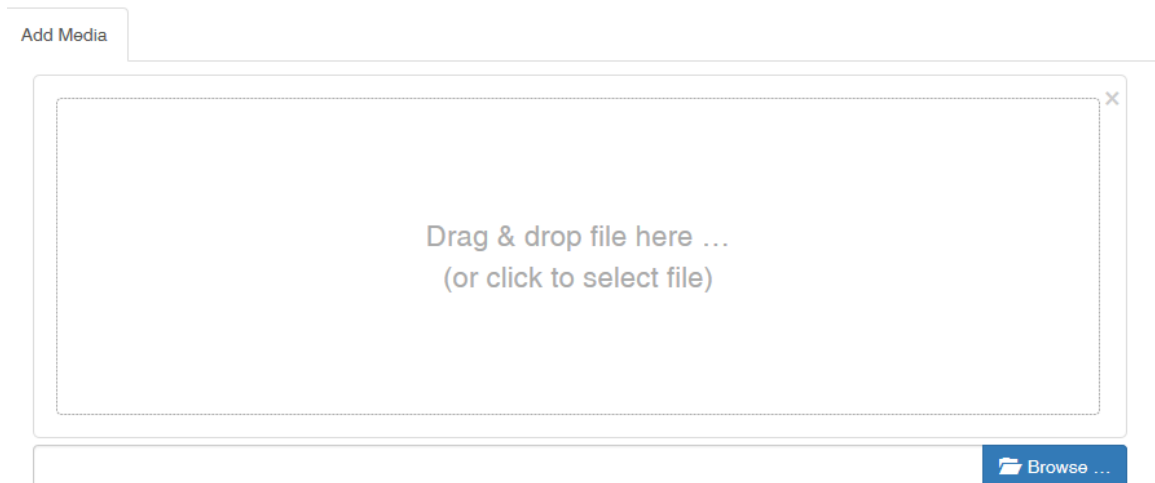 Add Media
×
Drag & drop file here …
(or click to select file)
Browse …